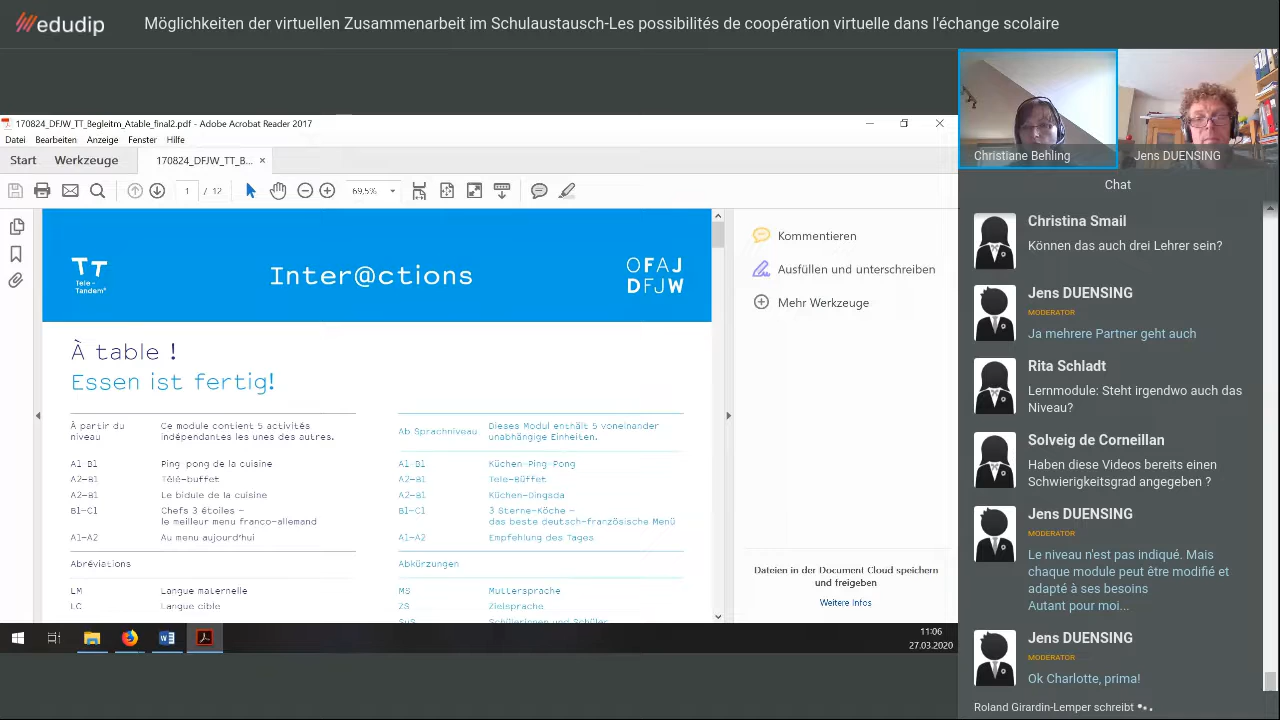 edudip
Möglichkeiten der virtuellen Zusammenarbeit im Schulaustausch-Les possibilités de coopération virtuelle dans l'échange scolaire
170824_DFJW_TT_Begleitm_Atable_final2.pdf - Adobe Acrobat Reader 2017
Datei Bearbeiten Anzeige Fenster Hilfe
Start Werkzeuge 170824_DFJW_TT_B... ×
1 / 12 69,5%
TT
Tele-
Tandem®
Inter@ctions
OFAJ
DFJW
À table !
Essen ist fertig!
À partir du
niveau
Ce module contient 5 activités
indépendantes les unes des autres.
A1-B1 Ping-pong de la cuisine
A2-B1 Télé-buffet
A2-B1 Le bidule de la cuisine
B1-C1 Chefs 3 étoiles –
le meilleur menu franco-allemand
A1-A2 Au menu aujourd'hui
Abréviations
LM Langue maternelle
LC Langue cible
Ab Sprachniveau
Dieses Modul enthält 5 voneinander
unabhängige Einheiten.
A1-B1 Küchen-Ping-Pong
A2-B1 Tele-Büffet
A2-B1 Küchen-Dingsda
B1-C1 3 Sterne-Köche –
das beste deutsch-französische Menü
A1-A2 Empfehlung des Tages
Abkürzungen
MS Muttersprache
ZS Zielsprache
SuS Schülerinnen und Schüler
Kommentieren
Ausfüllen und unterschreiben
Mehr Werkzeuge
Dateien in der Document Cloud speichern
und freigeben
Weitere Infos
11:06
27.03.2020
Christiane Behling
Jens DUENSING
Chat
Christina Smail
Können das auch drei Lehrer sein?
Jens DUENSING
MODERATOR
Ja mehrere Partner geht auch
Rita Schladt
Lernmodule: Steht irgendwo auch das
Niveau?
Solveig de Corneillan
Haben diese Videos bereits einen
Schwierigkeitsgrad angegeben ?
Jens DUENSING
MODERATOR
Le niveau n'est pas indiqué. Mais
chaque module peut être modifié et
adapté à ses besoins
Autant pour moi...
Jens DUENSING
MODERATOR
Ok Charlotte, prima!
Roland Girardin-Lemper schreibt